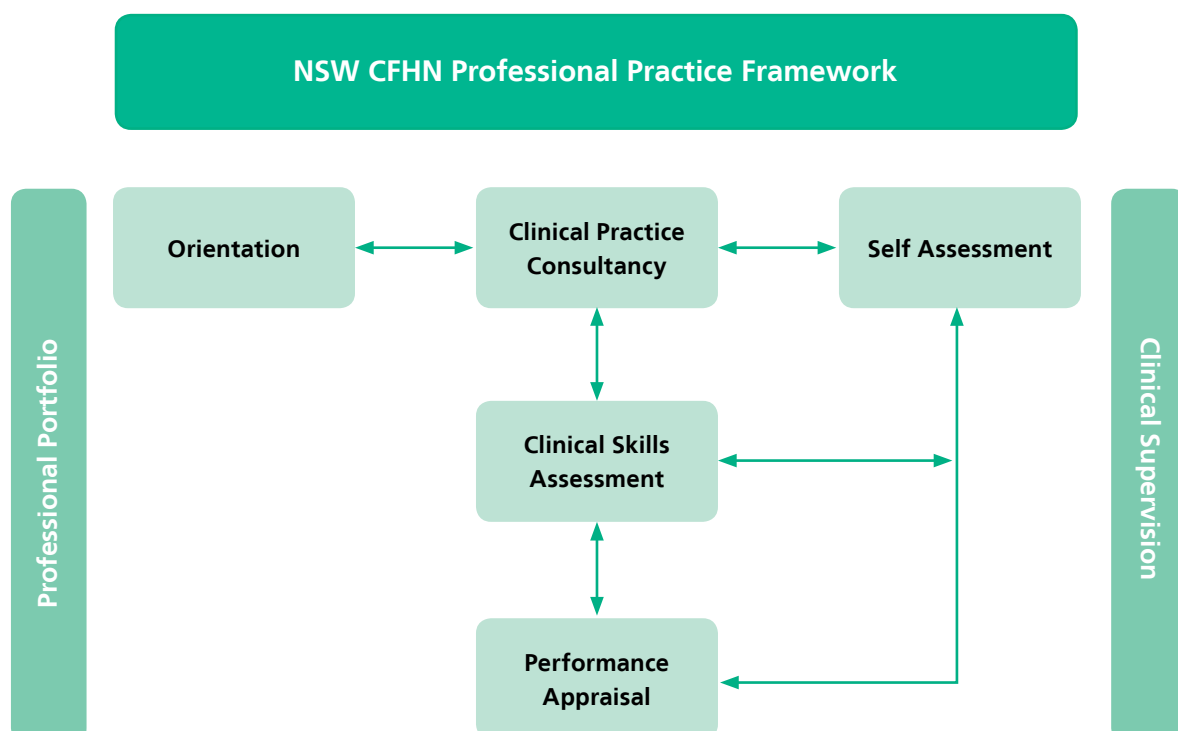 NSW CFHN Professional Practice Framework
Professional Portfolio
Orientation
Clinical Practice
Consultancy
Self Assessment
Clinical Skills
Assessment
Performance
Appraisal
Clinical Supervision